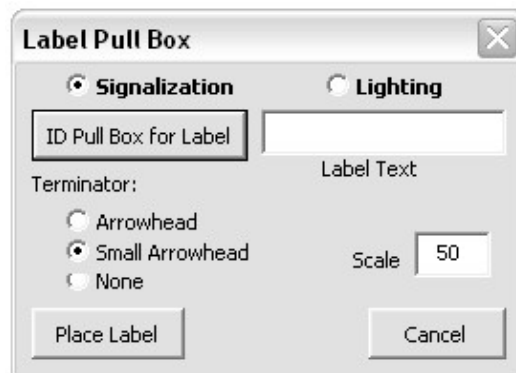 Label Pull Box
Signalization Lighting
ID Pull Box for Label
Label Text
Terminator:
Arrowhead
Small Arrowhead
None
Scale 50
Place Label Cancel